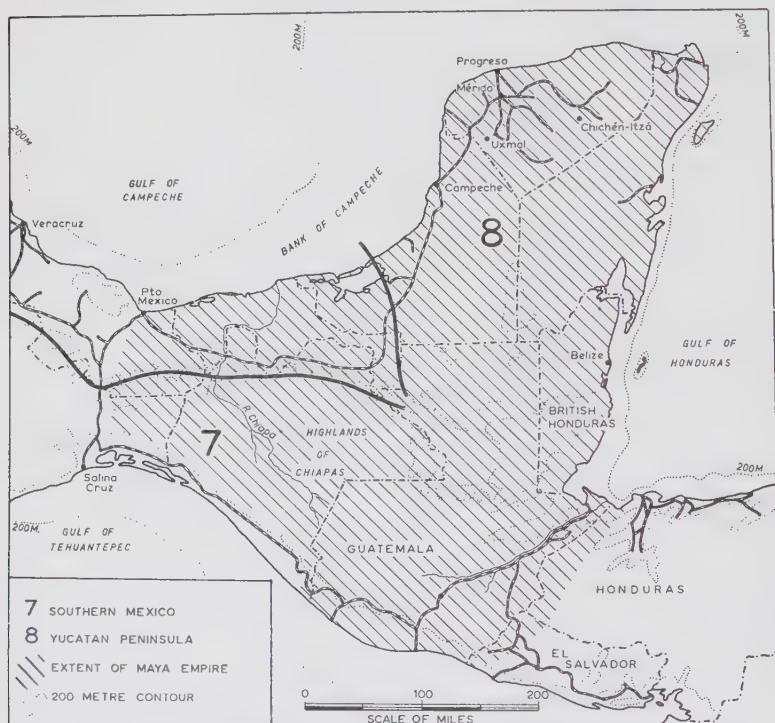 200M
200M
Progreso
Mérida
Chichén-Itzá
Uxmal
200M
GULF OF
CAMPECHE
BANK OF CAMPECHE
Campeche
8
Veracruz
Pto
Mexico
GULF OF
HONDURAS
Belize
BRITISH
HONDURAS
R. Chiapa
7
HIGHLANDS
OF
CHIAPAS
Salina
Cruz
200M
200M.
GULF OF
TEHUANTEPEC
GUATEMALA
HONDURAS
EL
SALVADOR
7 SOUTHERN MEXICO
8 YUCATAN PENINSULA
EXTENT OF MAYA EMPIRE
200 METRE CONTOUR
0 100 200
SCALE OF MILES